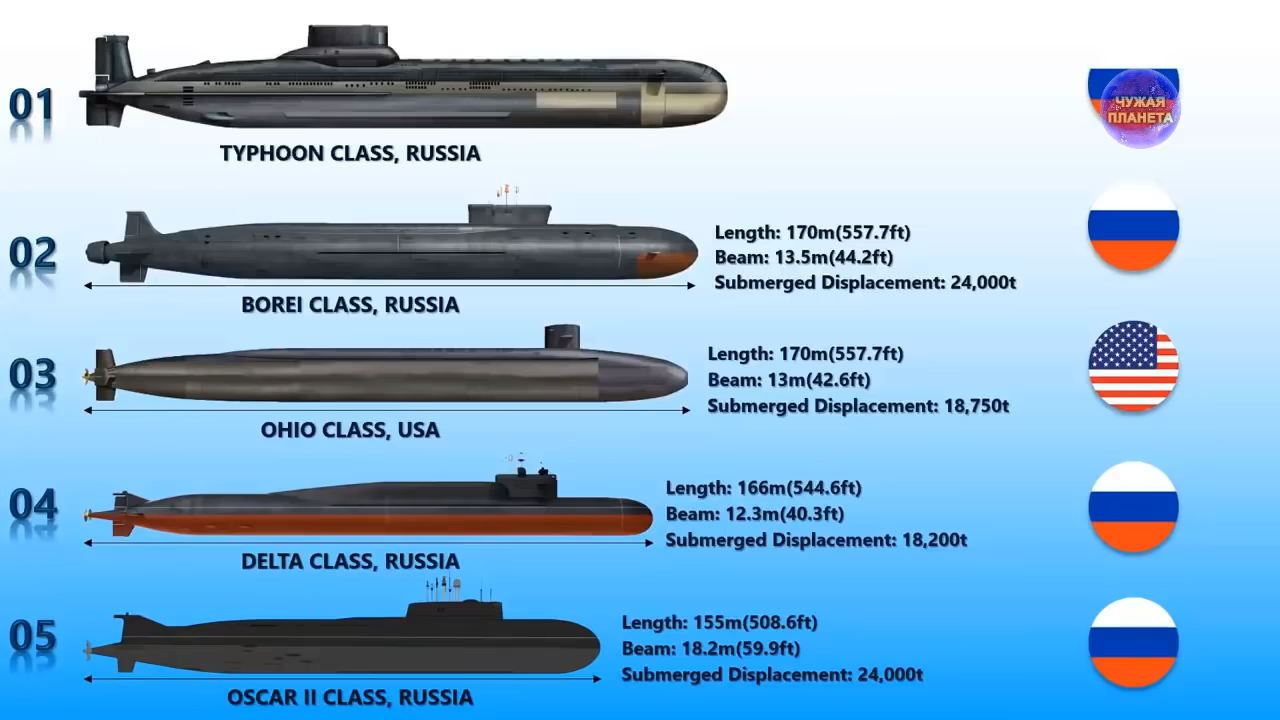 01
ЧУЖАЯ
ПЛАНЕТА
TYPHOON CLASS, RUSSIA
02
Length: 170m(557.7ft)
Beam: 13.5m(44.2ft)
Submerged Displacement: 24,000t
BOREI CLASS, RUSSIA
03
Length: 170m(557.7ft)
Beam: 13m(42.6ft)
Submerged Displacement: 18,750t
OHIO CLASS, USA
04
Length: 166m(544.6ft)
Beam: 12.3m(40.3ft)
Submerged Displacement: 18,200t
DELTA CLASS, RUSSIA
05
Length: 155m(508.6ft)
Beam: 18.2m(59.9ft)
Submerged Displacement: 24,000t
OSCAR II CLASS, RUSSIA